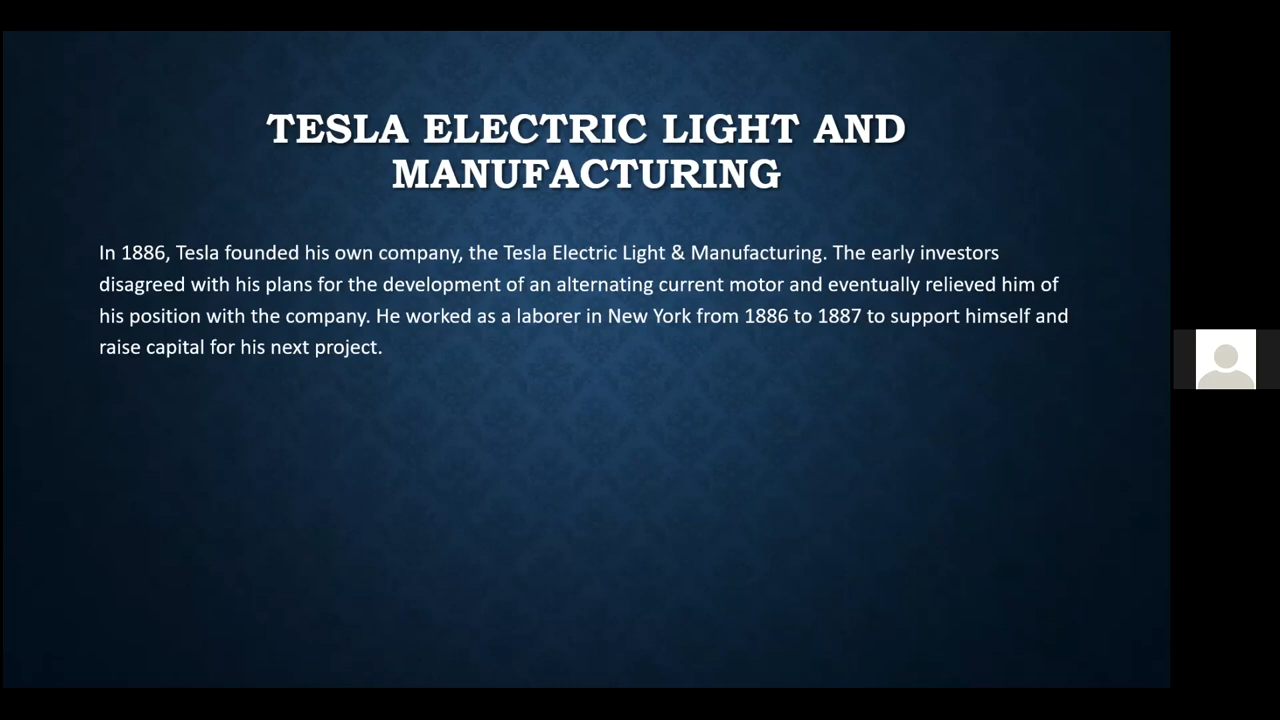 TESLA ELECTRIC LIGHT AND
MANUFACTURING
In 1886, Tesla founded his own company, the Tesla Electric Light & Manufacturing. The early investors
disagreed with his plans for the development of an alternating current motor and eventually relieved him of
his position with the company. He worked as a laborer in New York from 1886 to 1887 to support himself and
raise capital for his next project.